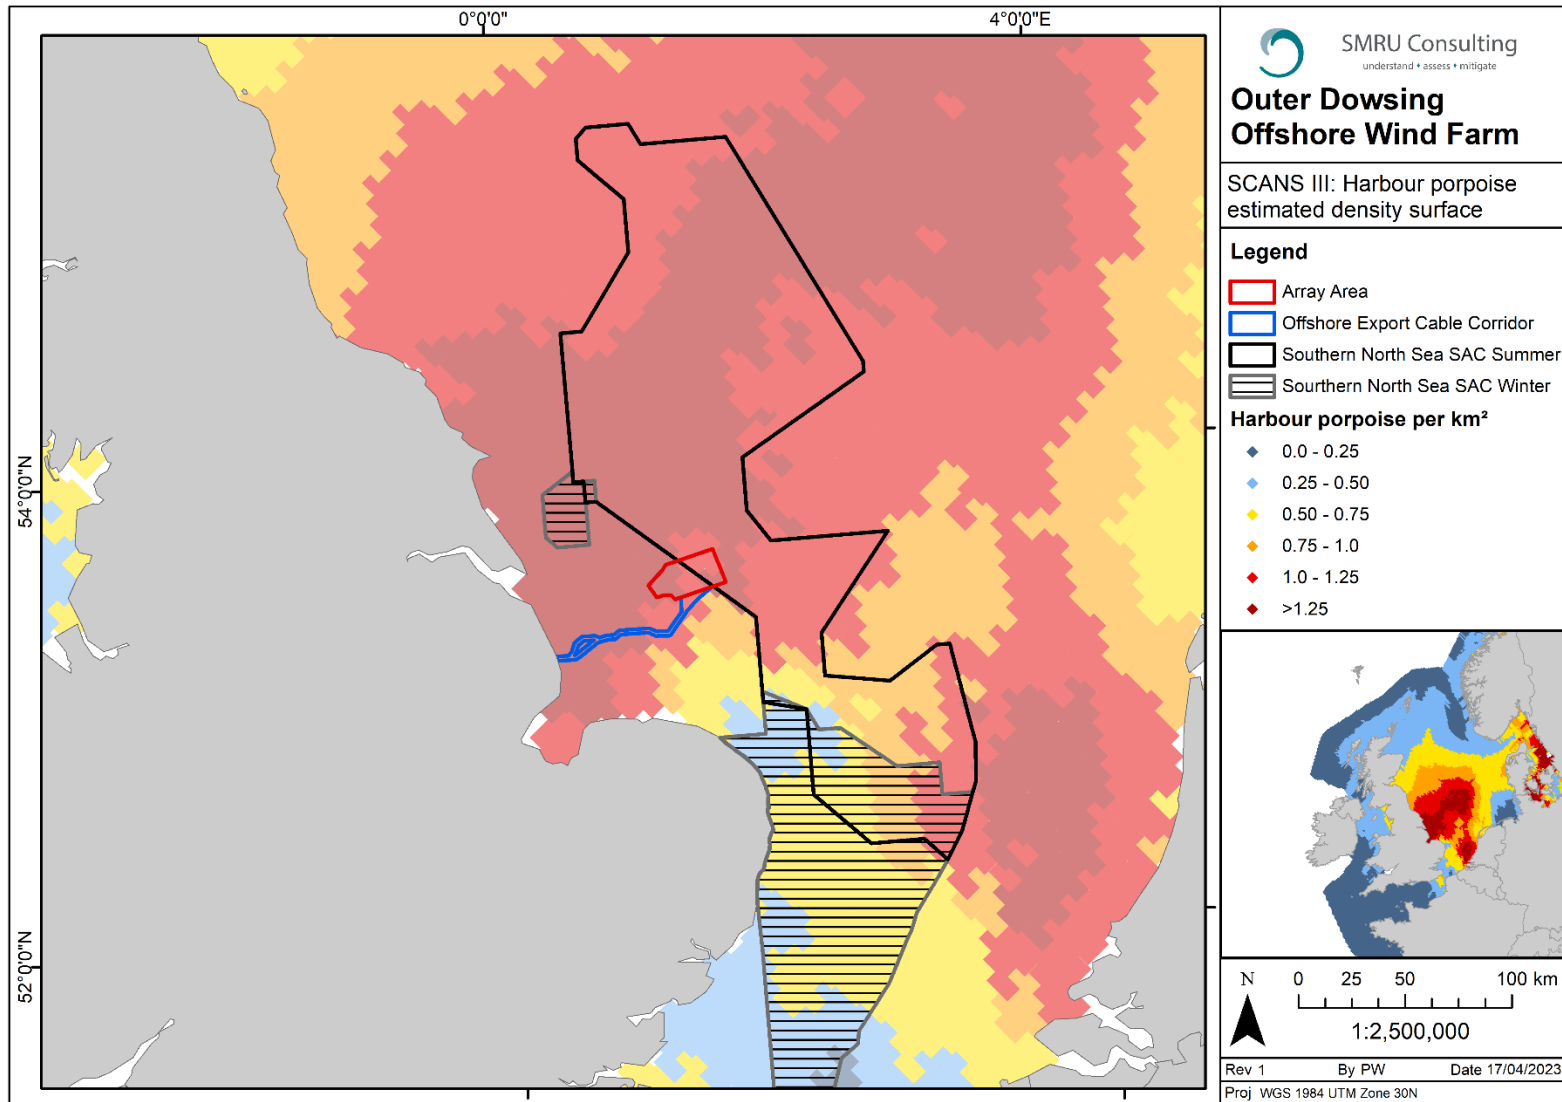 0°0'0"
4°0'0"E
54°0'0"N
52°0'0"N
SMRU Consulting
understand • assess • mitigate
Outer Dowsing
Offshore Wind Farm
SCANS III: Harbour porpoise
estimated density surface
Legend
Array Area
Offshore Export Cable Corridor
Southern North Sea SAC Summer
Sourthern North Sea SAC Winter
Harbour porpoise per km²
0.0 - 0.25
0.25 - 0.50
0.50 - 0.75
0.75 - 1.0
1.0 - 1.25
>1.25
N
0 25 50 100 km
1:2,500,000
Rev 1 By PW Date 17/04/2023
Proj WGS 1984 UTM Zone 30N